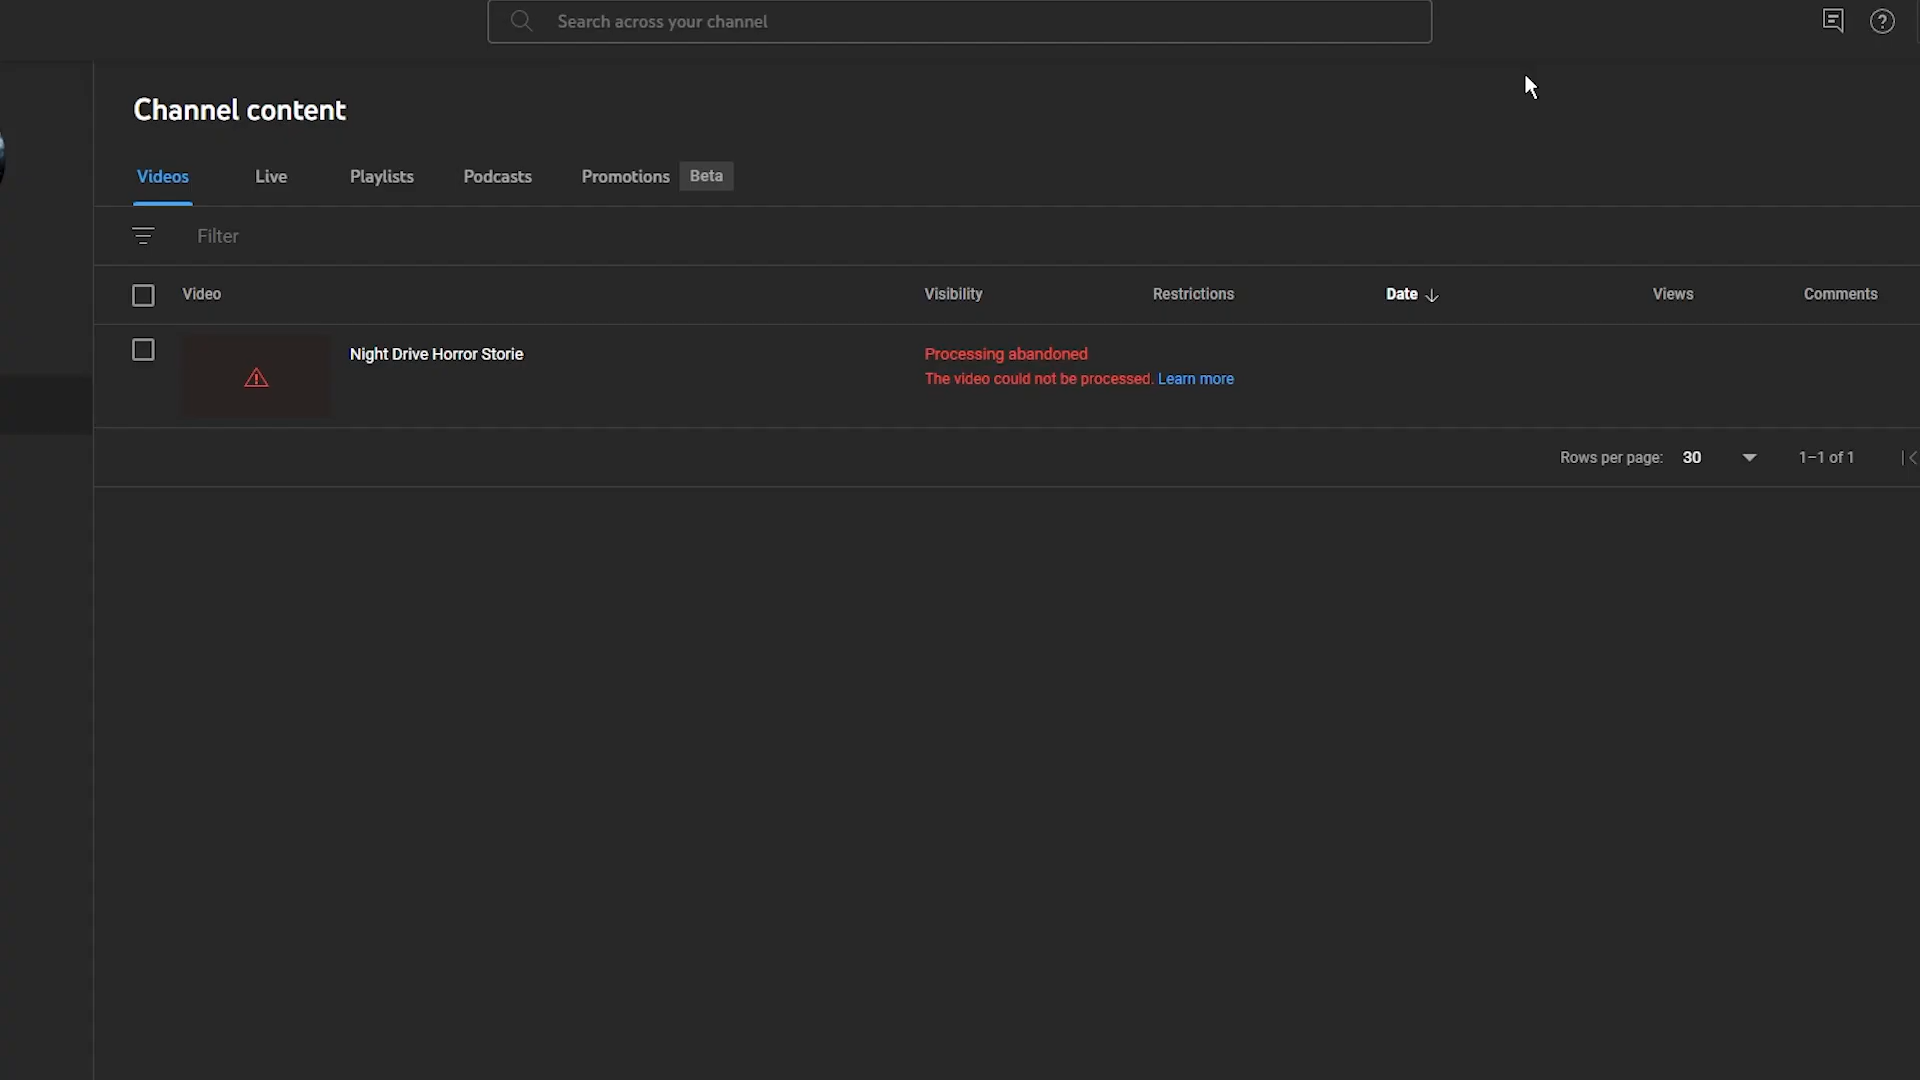 Search across your channel
Channel content
Videos Live Playlists Podcasts Promotions Beta
Filter
Video Visibility Restrictions Date Views Comments
Night Drive Horror Storie Processing abandoned
The video could not be processed. Learn more
Rows per page: 30 1–1 of 1